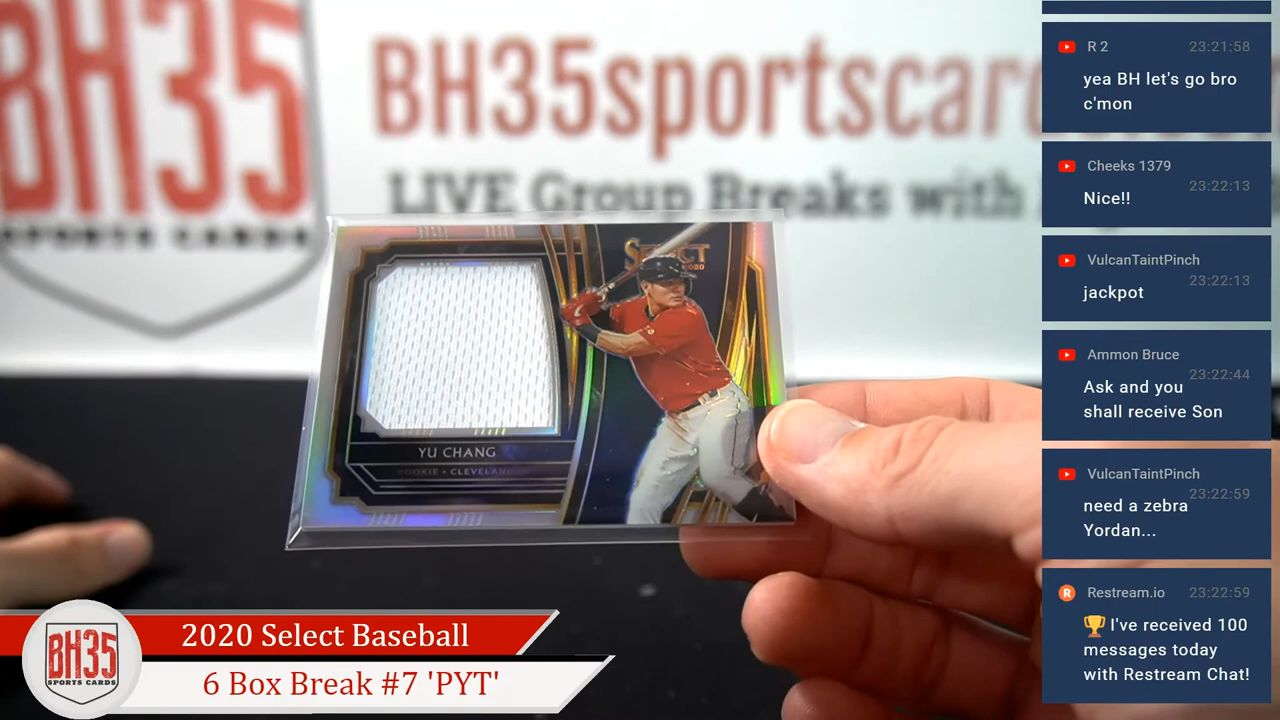 BH35
SPORTS CARDS
BH35sportscard
LIVE Group Breaks with
SELECT
2020
YU CHANG
ROOKIE • CLEVELAND
2020 Select Baseball
6 Box Break #7 'PYT'
BH35
SPORTS CARDS
R 2
23:21:58
yea BH let's go bro
c'mon
Cheeks 1379
23:22:13
Nice!!
VulcanTaintPinch
23:22:13
jackpot
Ammon Bruce
23:22:44
Ask and you
shall receive Son
VulcanTaintPinch
23:22:59
need a zebra
Yordan...
R
Restream.io
23:22:59
🏆 I've received 100
messages today
with Restream Chat!